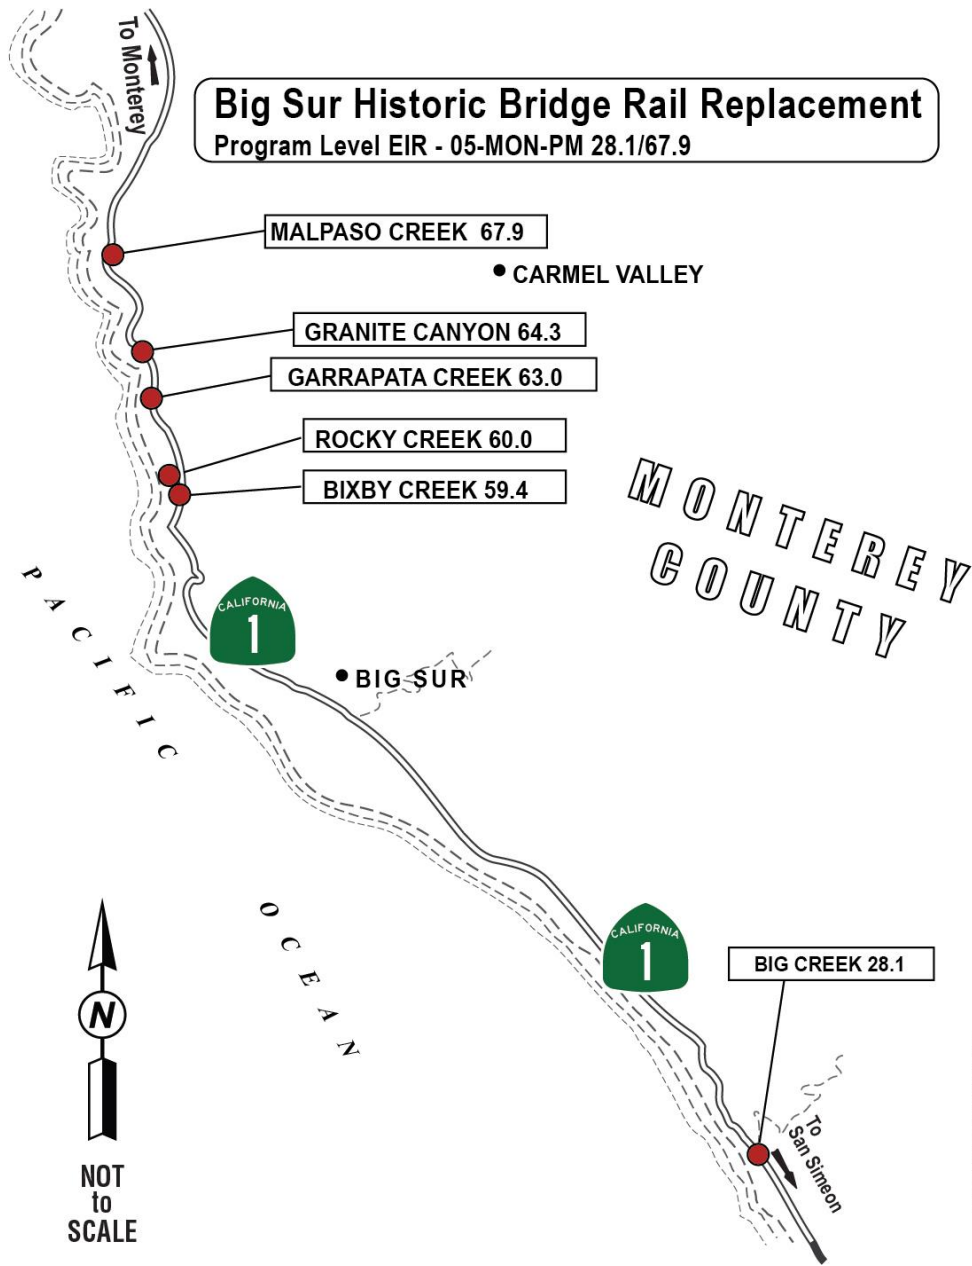 To Monterey
Big Sur Historic Bridge Rail Replacement
Program Level EIR - 05-MON-PM 28.1/67.9
MALPASO CREEK 67.9
CARMEL VALLEY
GRANITE CANYON 64.3
GARRAPATA CREEK 63.0
ROCKY CREEK 60.0
BIXBY CREEK 59.4
MONTEREY
COUNTY
PACIFIC
CALIFORNIA
1
BIG SUR
OCEAN
CALIFORNIA
1
BIG CREEK 28.1
N
To
San Simeon
NOT
to
SCALE